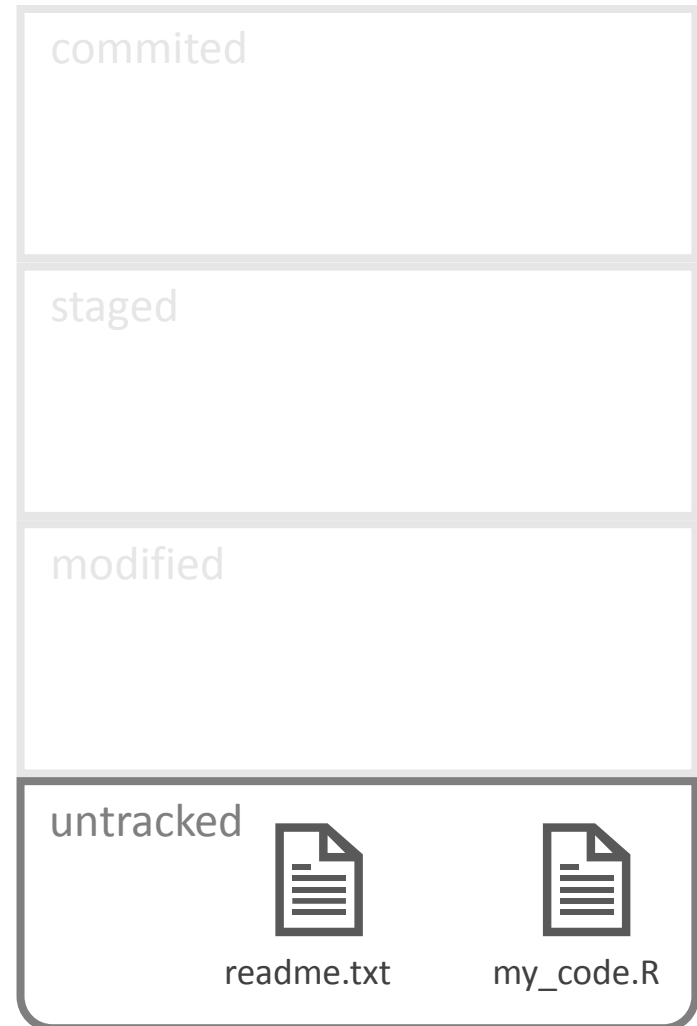 commited
staged
modified
untracked
readme.txt my_code.R